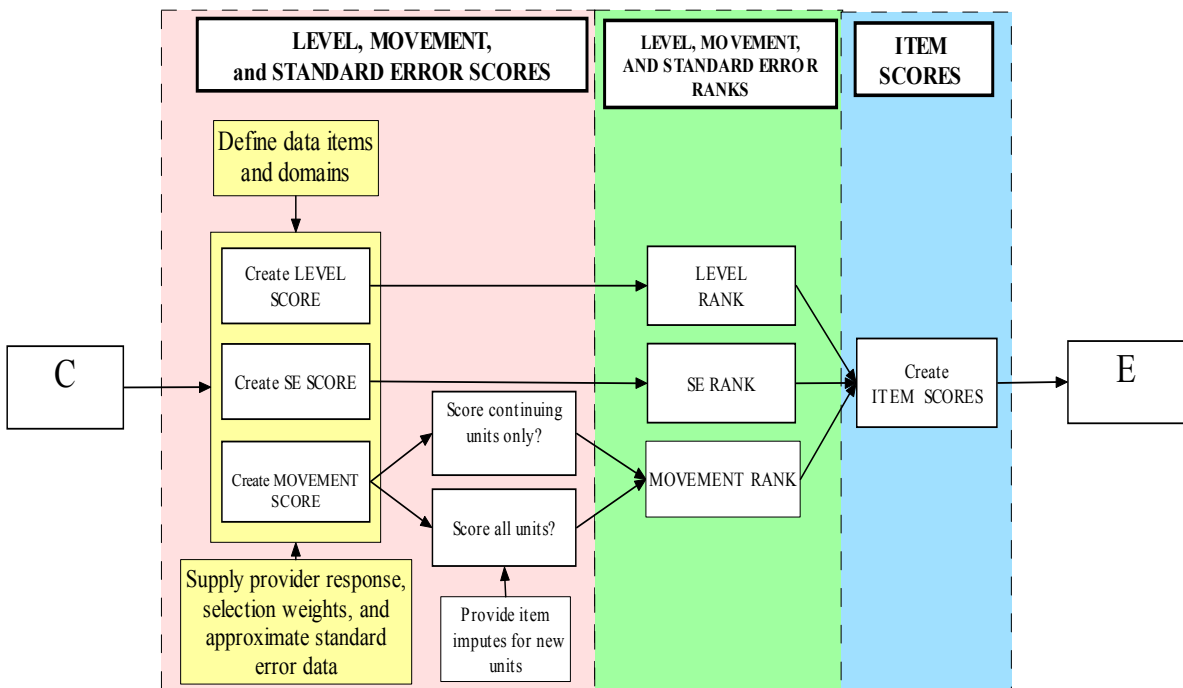 LEVEL, MOVEMENT,
and STANDARD ERROR SCORES
LEVEL, MOVEMENT,
AND STANDARD ERROR
RANKS
ITEM
SCORES
Define data items
and domains
Create LEVEL
SCORE
LEVEL
RANK
C
Create SE SCORE
SE RANK
Create
ITEM SCORES
E
Score continuing
units only?
Create MOVEMENT
SCORE
MOVEMENT RANK
Score all units?
Supply provider response,
selection weights, and
approximate standard
error data
Provide item
imputes for new
units